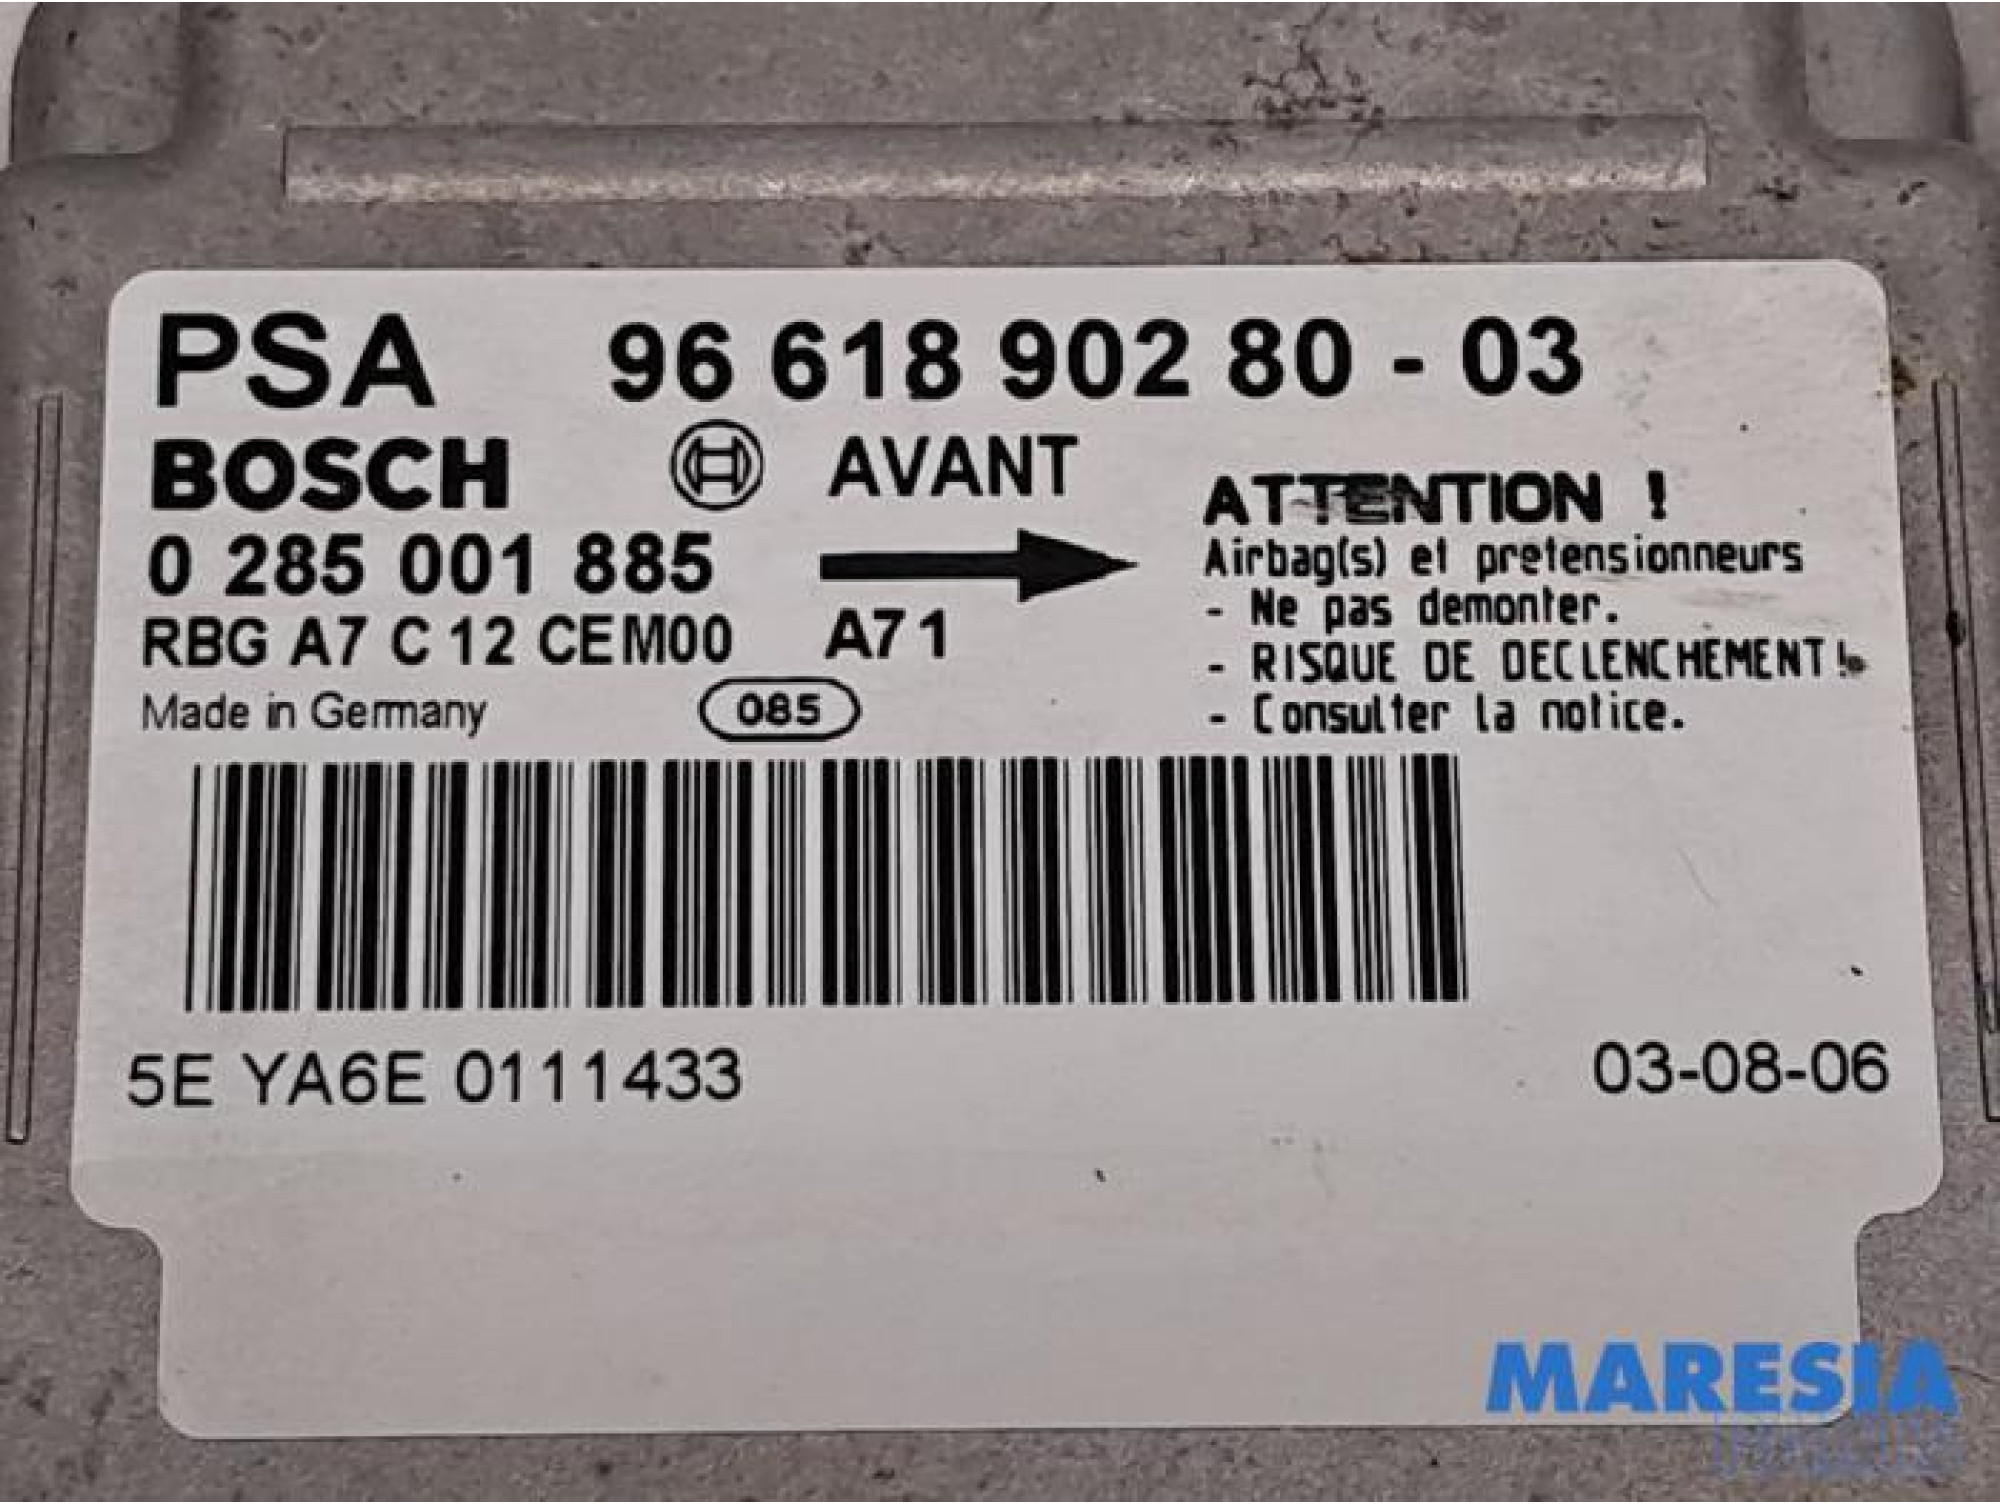 PSA 96 618 902 80 - 03
BOSCH AVANT
ATTENTION !
0 285 001 885
Airbag(s) et pretensionneurs
- Ne pas demonter.
RBG A7 C 12 CEM00 A71
- RISQUE DE DECLENCHEMENT!
Made in Germany 085
- Consulter la notice.
5E YA6E 0111433 03-08-06
MARESIA